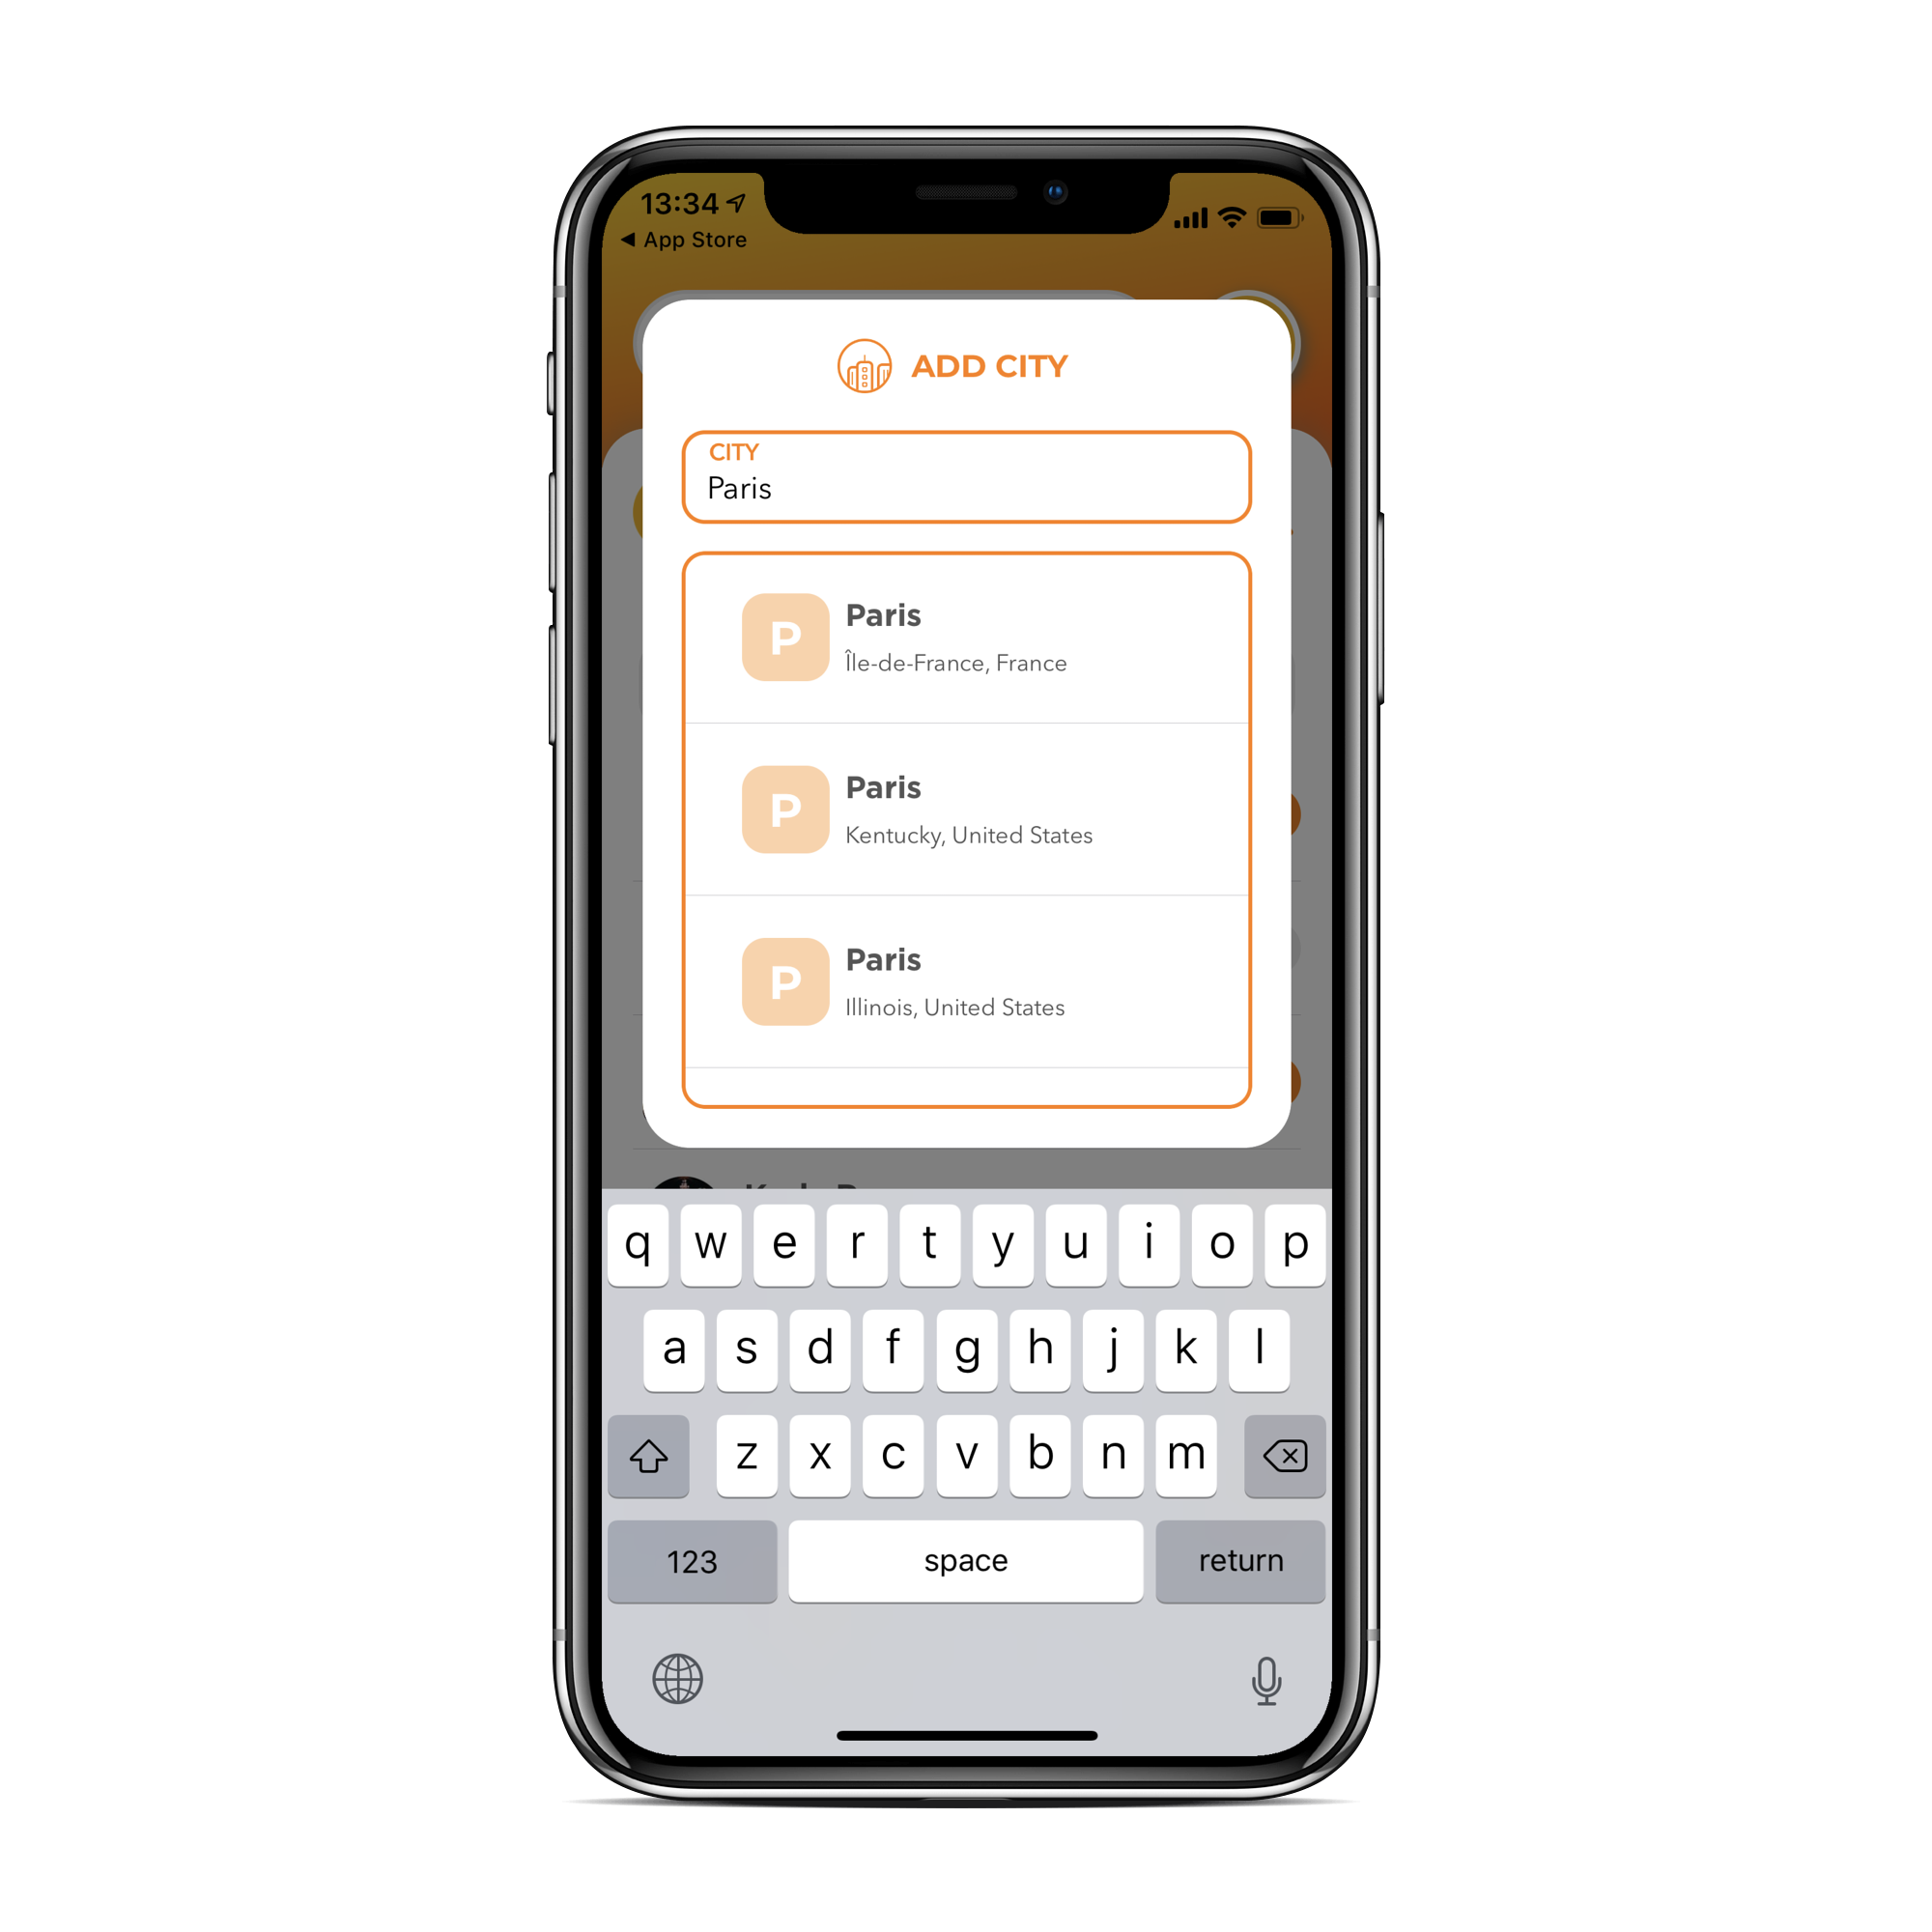 13:34
◀ App Store
ADD CITY
CITY
Paris
P
Paris
Île-de-France, France
P
Paris
Kentucky, United States
P
Paris
Illinois, United States
q w e r t y u i o p
a s d f g h j k l
z x c v b n m
123 space return